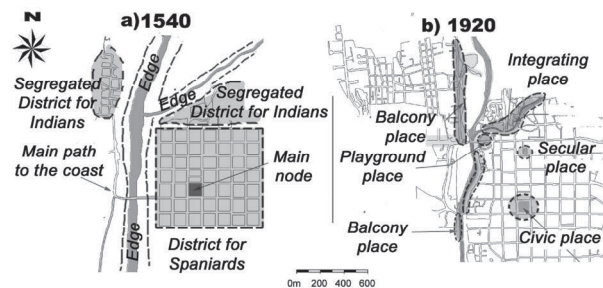 N
a)1540
Segregated
District for
Indians
Edge
Edge
Segregated
District for Indians
Main path
to the coast
Main
node
Edge
District for
Spaniards
b) 1920
Integrating
place
Balcony
place
Playground
place
Secular
place
Balcony
place
Civic place
0m 200 400 600